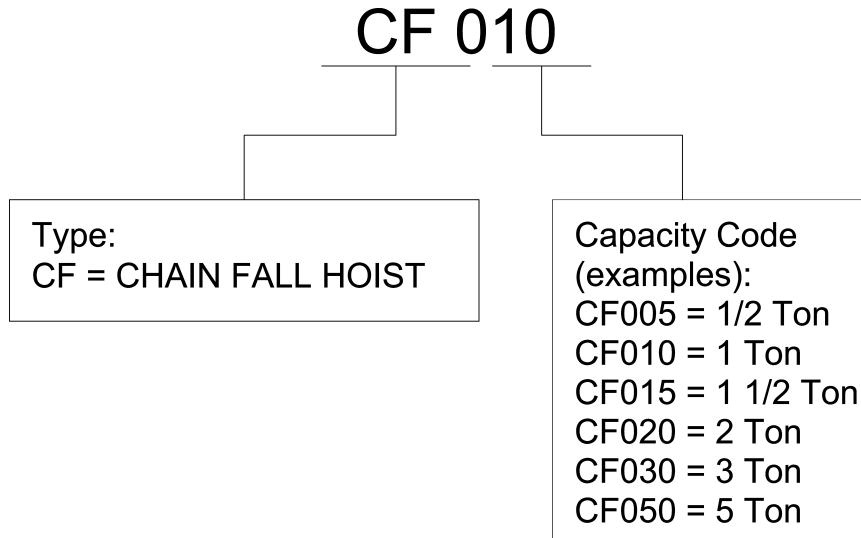 CF 010
Type:
CF = CHAIN FALL HOIST
Capacity Code
(examples):
CF005 = 1/2 Ton
CF010 = 1 Ton
CF015 = 1 1/2 Ton
CF020 = 2 Ton
CF030 = 3 Ton
CF050 = 5 Ton